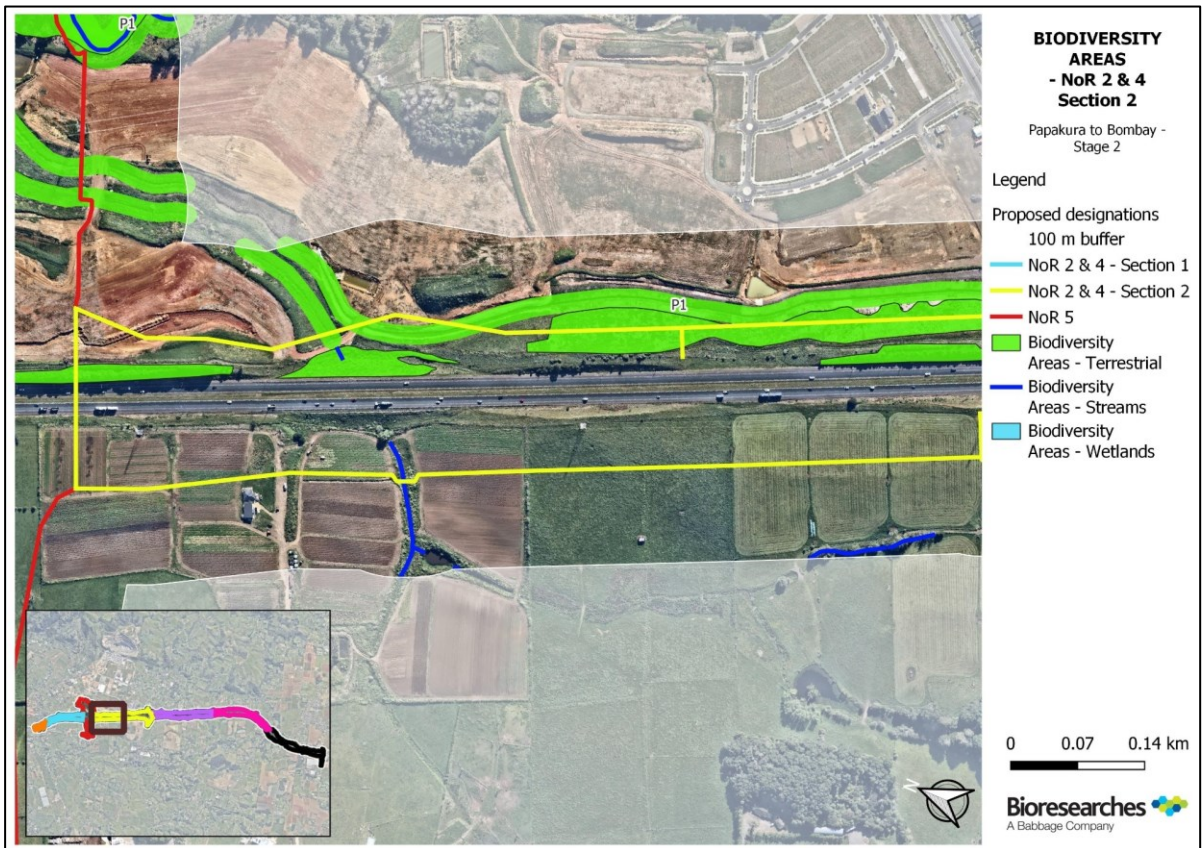 P1
P1
BIODIVERSITY
AREAS
- NoR 2 & 4
Section 2
Papakura to Bombay -
Stage 2
Legend
Proposed designations
100 m buffer
NoR 2 & 4 - Section 1
NoR 2 & 4 - Section 2
NoR 5
Biodiversity
Areas - Terrestrial
Biodiversity
Areas - Streams
Biodiversity
Areas - Wetlands
0 0.07 0.14 km
N
Bioresearches
A Babbage Company